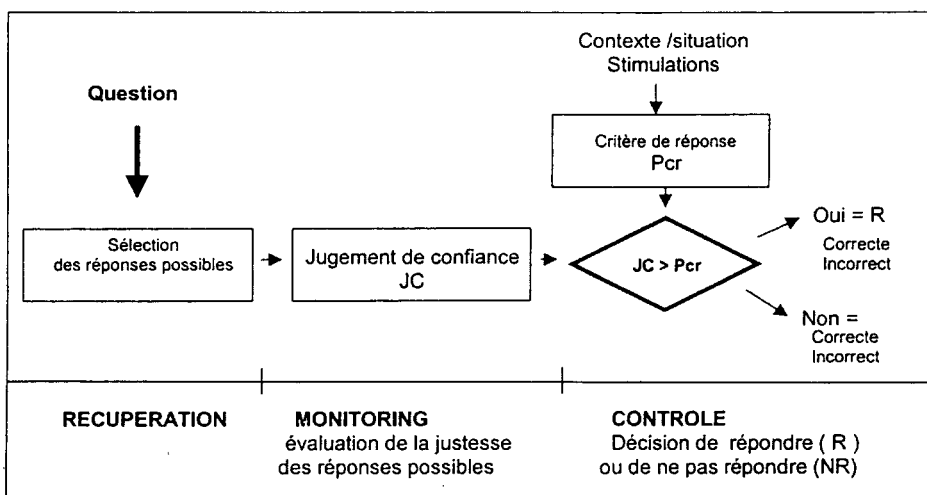 Contexte /situation
Stimulations
Question
Critère de réponse
Pcr
Sélection
des réponses possibles
Jugement de confiance
JC
JC > Pcr
Oui = R
Correcte
Incorrect
Non =
Correcte
Incorrect
RECUPERATION
MONITORING
évaluation de la justesse
des réponses possibles
CONTROLE
Décision de répondre ( R )
ou de ne pas répondre (NR)